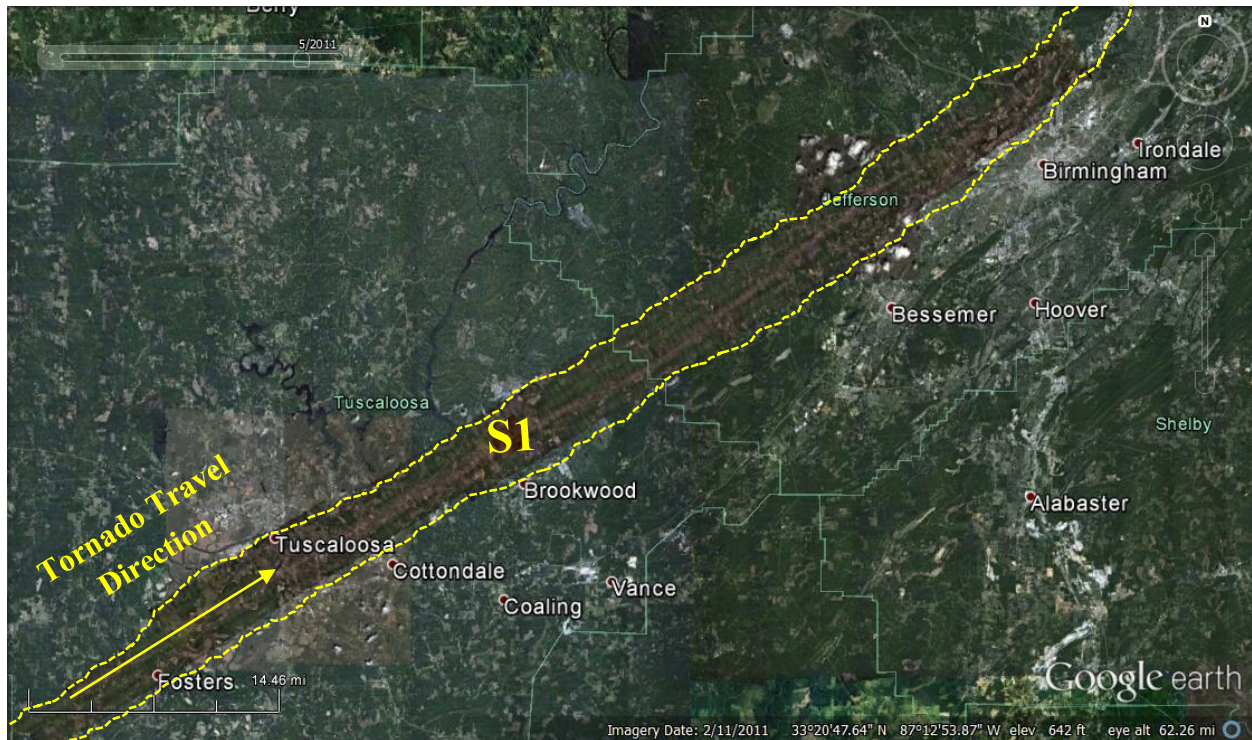 Berry
5/2011
N
Irondale
Birmingham
Jefferson
Bessemer
Hoover
Tuscaloosa
Shelby
S1
Tornado Travel
Direction
Brookwood
Alabaster
Tuscaloosa
Cottondale
Vance
Coaling
Fosters
14.46 mi
Google earth
Imagery Date: 2/11/2011 33°20'47.64" N 87°12'53.87" W elev 642 ft eye alt 62.26 mi